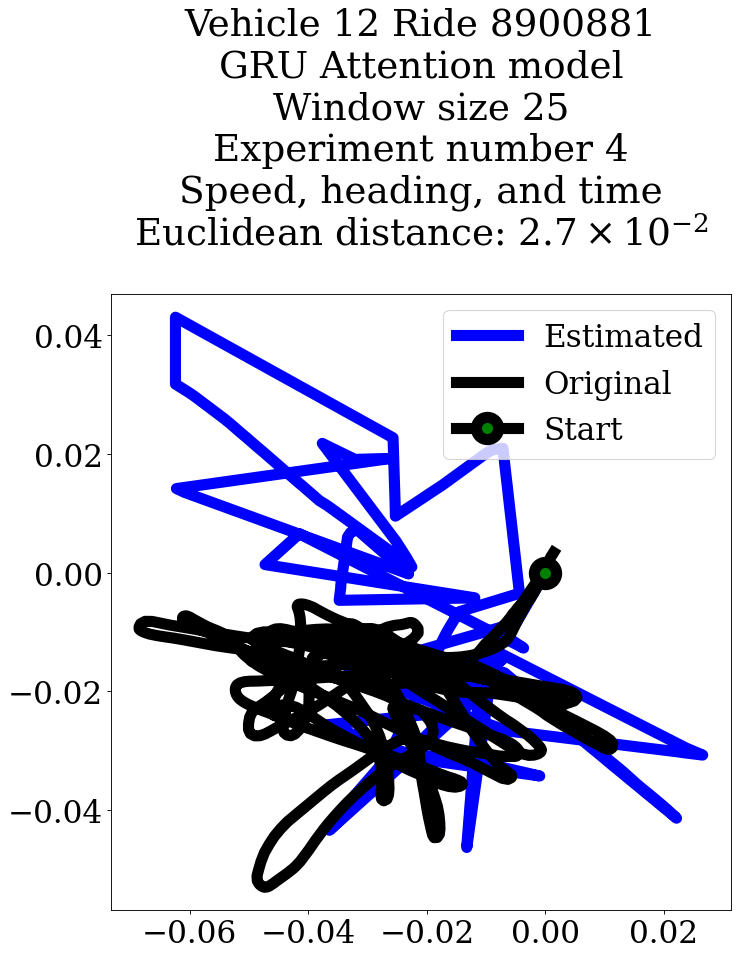 Vehicle 12 Ride 8900881
GRU Attention model
Window size 25
Experiment number 4
Speed, heading, and time
Euclidean distance: 2.7 × 10⁻²
Estimated
Original
Start
0.04
0.02
0.00
−0.02
−0.04
−0.06 −0.04 −0.02 0.00 0.02